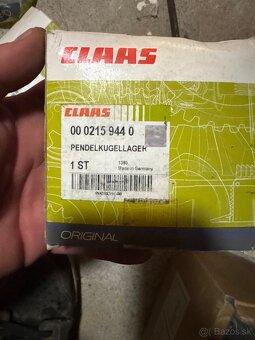 CLAAS
CLAAS
00 0215 944 0
PENDELKUGELLAGER
1 ST
Made in Germany
ORIGINAL
bazos.sk